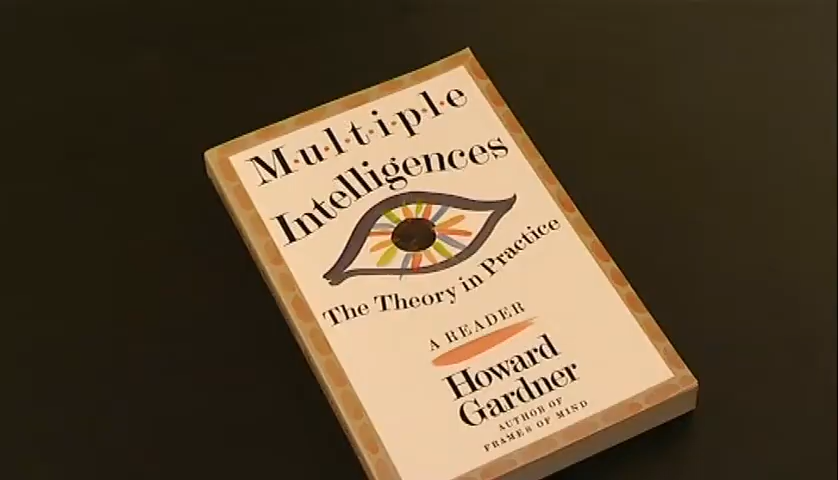 M·u·l·t·i·p·l·e
Intelligences
The Theory in Practice
A READER
Howard
Gardner
AUTHOR OF
FRAMES OF MIND